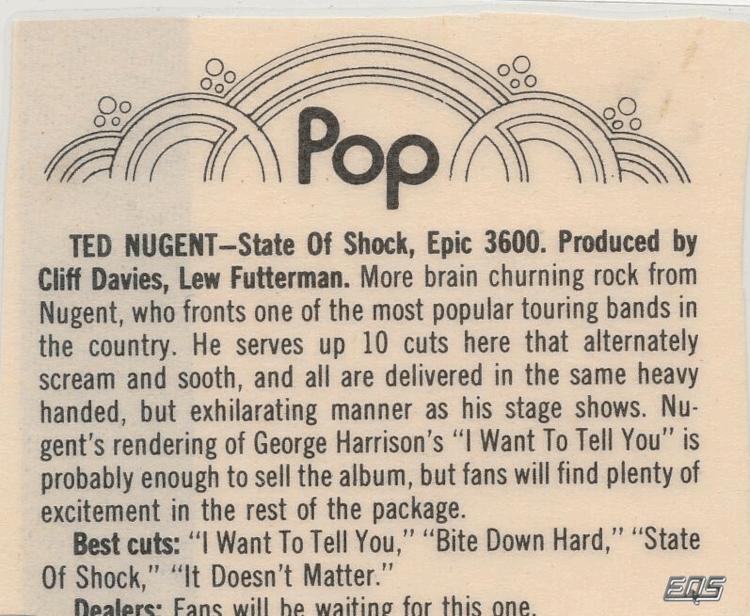 Pop
TED NUGENT—State Of Shock, Epic 3600. Produced by
Cliff Davies, Lew Futterman. More brain churning rock from
Nugent, who fronts one of the most popular touring bands in
the country. He serves up 10 cuts here that alternately
scream and sooth, and all are delivered in the same heavy
handed, but exhilarating manner as his stage shows. Nu-
gent's rendering of George Harrison's "I Want To Tell You" is
probably enough to sell the album, but fans will find plenty of
excitement in the rest of the package.
Best cuts: "I Want To Tell You," "Bite Down Hard," "State
Of Shock," "It Doesn't Matter."
Dealers: Fans will be waiting for this one.
EQS